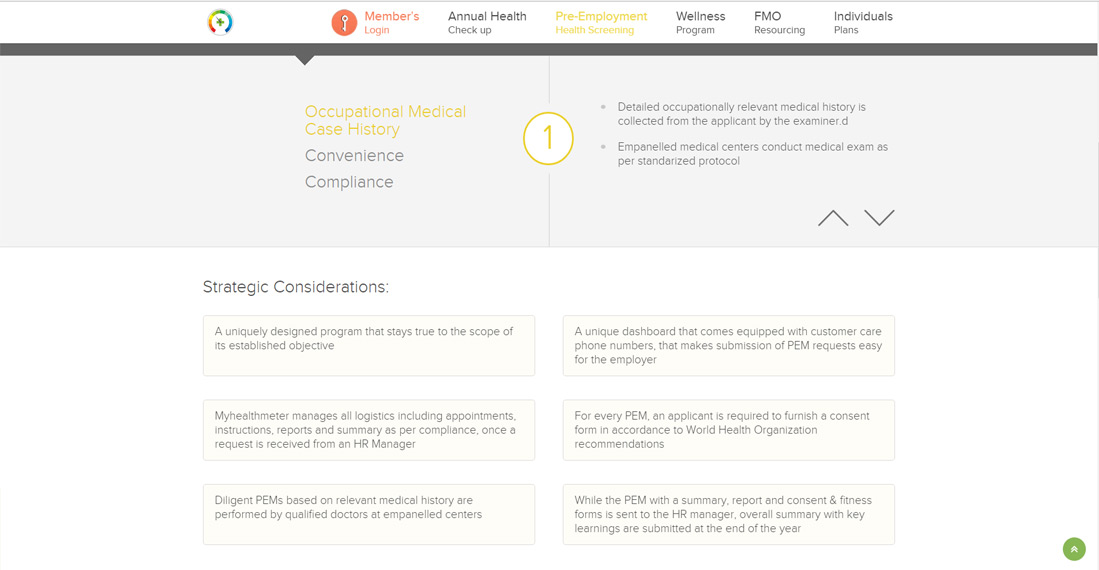 Member's
Login
Annual Health
Check up
Pre-Employment
Health Screening
Wellness
Program
FMO
Resourcing
Individuals
Plans
Occupational Medical
Case History
Convenience
Compliance
1
Detailed occupationally relevant medical history is
collected from the applicant by the examiner.d
Empanelled medical centers conduct medical exam as
per standarized protocol
Strategic Considerations:
A uniquely designed program that stays true to the scope of
its established objective
A unique dashboard that comes equipped with customer care
phone numbers, that makes submission of PEM requests easy
for the employer
Myhealthmeter manages all logistics including appointments,
instructions, reports and summary as per compliance, once a
request is received from an HR Manager
For every PEM, an applicant is required to furnish a consent
form in accordance to World Health Organization
recommendations
Diligent PEMs based on relevant medical history are
performed by qualified doctors at empanelled centers
While the PEM with a summary, report and consent & fitness
forms is sent to the HR manager, overall summary with key
learnings are submitted at the end of the year